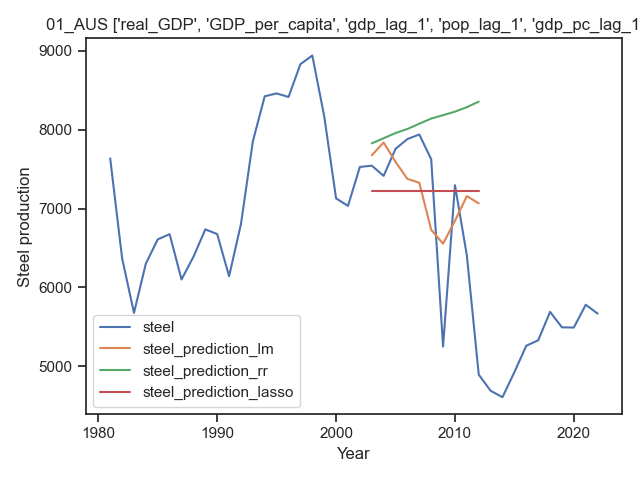 01_AUS ['real_GDP', 'GDP_per_capita', 'gdp_lag_1', 'pop_lag_1', 'gdp_pc_lag_1
9000
8000
7000
6000
5000
Steel production
steel
steel_prediction_lm
steel_prediction_rr
steel_prediction_lasso
1980 1990 2000 2010 2020
Year